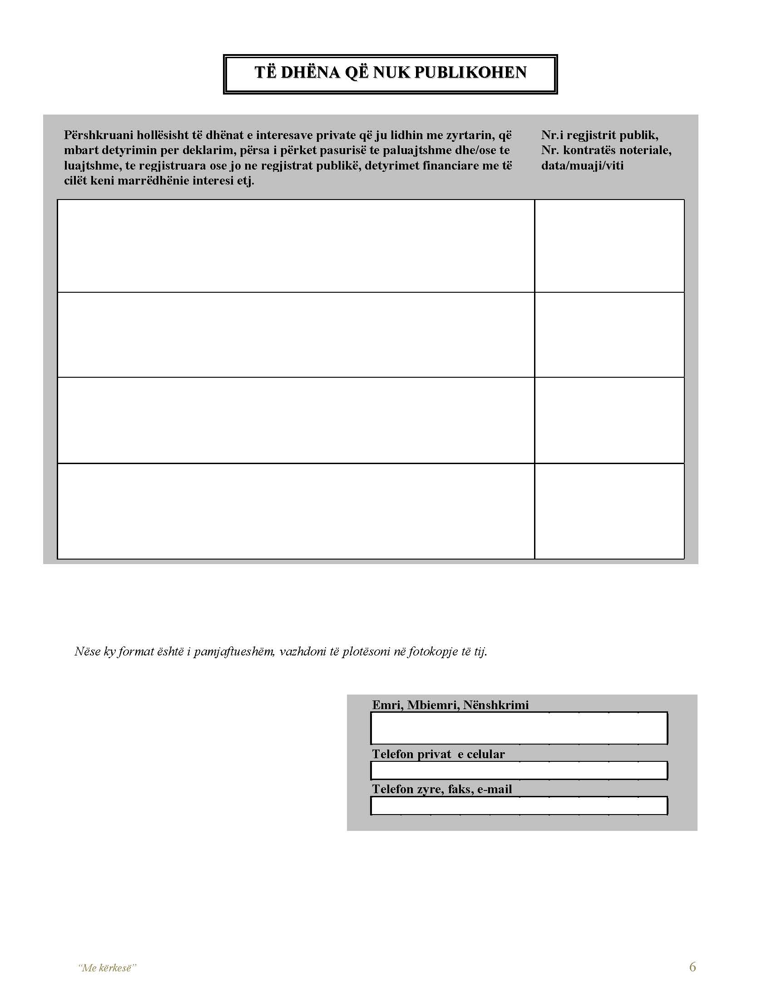 TË DHËNA QË NUK PUBLIKOHEN
Përshkruani hollësisht të dhënat e interesave private që ju lidhin me zyrtarin, që
mbart detyrimin per deklarim, përsa i përket pasurisë te paluajtshme dhe/ose te
luajtshme, te regjistruara ose jo ne regjistrat publikë, detyrimet financiare me të
cilët keni marrëdhënie interesi etj.
Nr.i regjistrit publik,
Nr. kontratës noteriale,
data/muaji/viti
Nëse ky format është i pamjaftueshëm, vazhdoni të plotësoni në fotokopje të tij.
Emri, Mbiemri, Nënshkrimi
Telefon privat  e celular
Telefon zyre, faks, e-mail
“Me kërkesë”
6